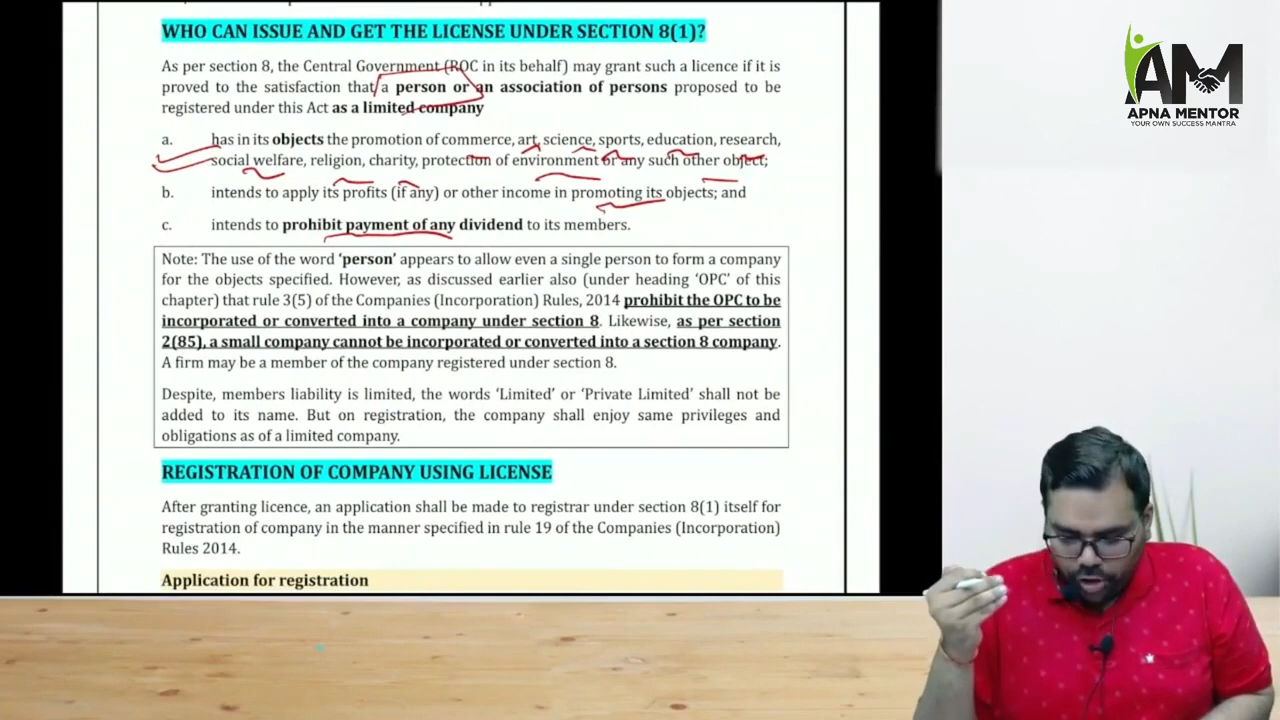 WHO CAN ISSUE AND GET THE LICENSE UNDER SECTION 8(1)?
As per section 8, the Central Government (ROC in its behalf) may grant such a licence if it is
proved to the satisfaction that a person or an association of persons proposed to be
registered under this Act as a limited company
a. has in its objects the promotion of commerce, art, science, sports, education, research,
social welfare, religion, charity, protection of environment or any such other object;
b. intends to apply its profits (if any) or other income in promoting its objects; and
c. intends to prohibit payment of any dividend to its members.
Note: The use of the word ‘person’ appears to allow even a single person to form a company
for the objects specified. However, as discussed earlier also (under heading ‘OPC’ of this
chapter) that rule 3(5) of the Companies (Incorporation) Rules, 2014 prohibit the OPC to be
incorporated or converted into a company under section 8. Likewise, as per section
2(85), a small company cannot be incorporated or converted into a section 8 company.
A firm may be a member of the company registered under section 8.
Despite, members liability is limited, the words ‘Limited’ or ‘Private Limited’ shall not be
added to its name. But on registration, the company shall enjoy same privileges and
obligations as of a limited company.
REGISTRATION OF COMPANY USING LICENSE
After granting licence, an application shall be made to registrar under section 8(1) itself for
registration of company in the manner specified in rule 19 of the Companies (Incorporation)
Rules 2014.
Application for registration
AM
APNA MENTOR
YOUR OWN SUCCESS MANTRA